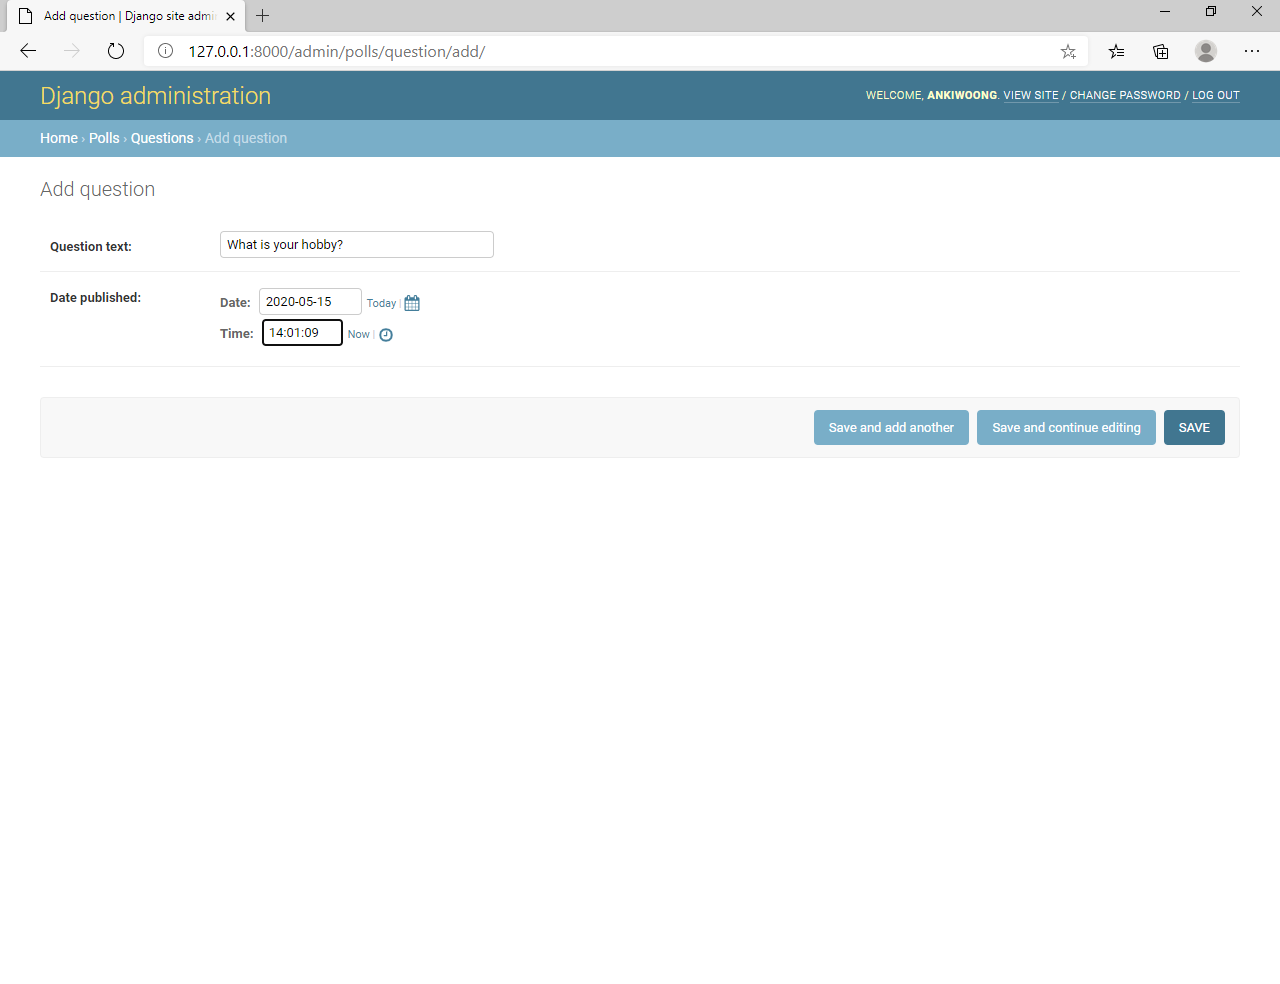 Add question | Django site admi
127.0.0.1:8000/admin/polls/question/add/
Django administration
WELCOME, ANKIWOONG. VIEW SITE / CHANGE PASSWORD / LOG OUT
Home › Polls › Questions › Add question
Add question
Question text: What is your hobby?
Date published: Date: 2020-05-15 Today |
Time: 14:01:09 Now |
Save and add another Save and continue editing SAVE